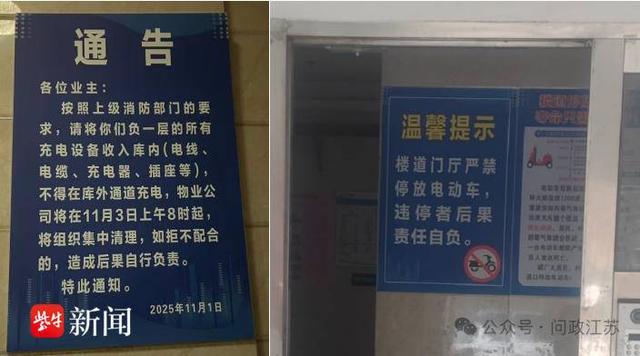 通 告
各位业主：
按照上级消防部门的要
求，请将你们负一层的所有
充电设备收入库内(电线、
电缆、充电器、插座等)，
不得在库外通道充电，物业公
司将在11月3日上午8时起，
将组织集中清理，如拒不配合
的，造成后果自行负责。
特此通知。
2025年11月1日
紫牛新闻
温馨提示
楼道门厅严禁
停放电动车，
违停者后果
责任自负。
公众号·问政江苏